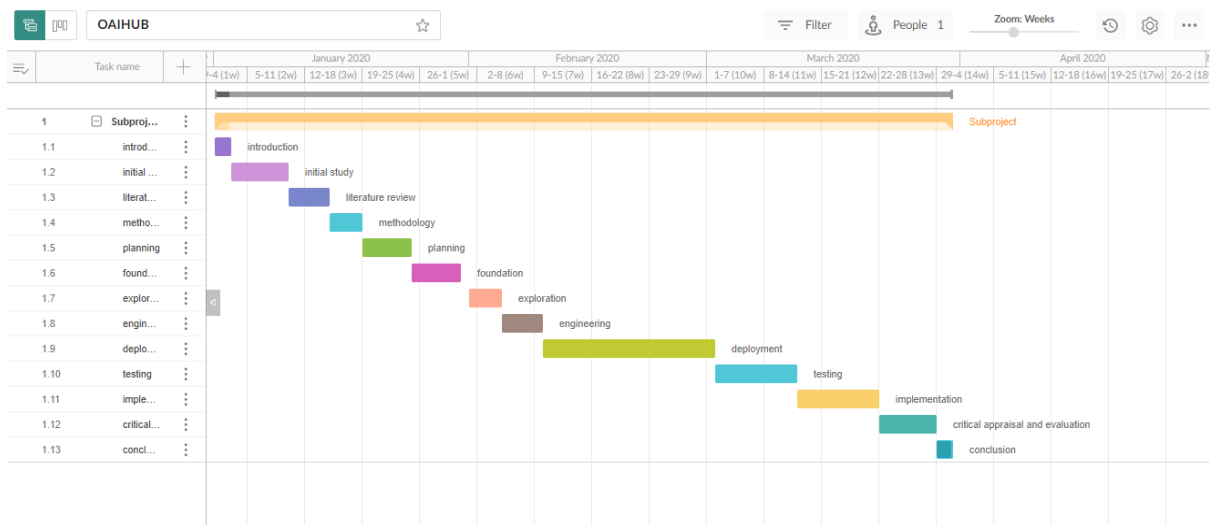 OAIHUB Filter People 1 Zoom: Weeks
Task name
January 2020 February 2020 March 2020 April 2020
-4 (1w) 5-11 (2w) 12-18 (3w) 19-25 (4w) 26-1 (5w) 2-8 (6w) 9-15 (7w) 16-22 (8w) 23-29 (9w) 1-7 (10w) 8-14 (11w) 15-21 (12w) 22-28 (13w) 29-4 (14w) 5-11 (15w) 12-18 (16w) 19-25 (17w) 26-2 (18
1 Subproj... Subproject
1.1 introd... introduction
1.2 initial ... initial study
1.3 literat... literature review
1.4 metho... methodology
1.5 planning planning
1.6 found... foundation
1.7 explor... exploration
1.8 engin... engineering
1.9 deplo... deployment
1.10 testing testing
1.11 imple... implementation
1.12 critical... critical appraisal and evaluation
1.13 concl... conclusion